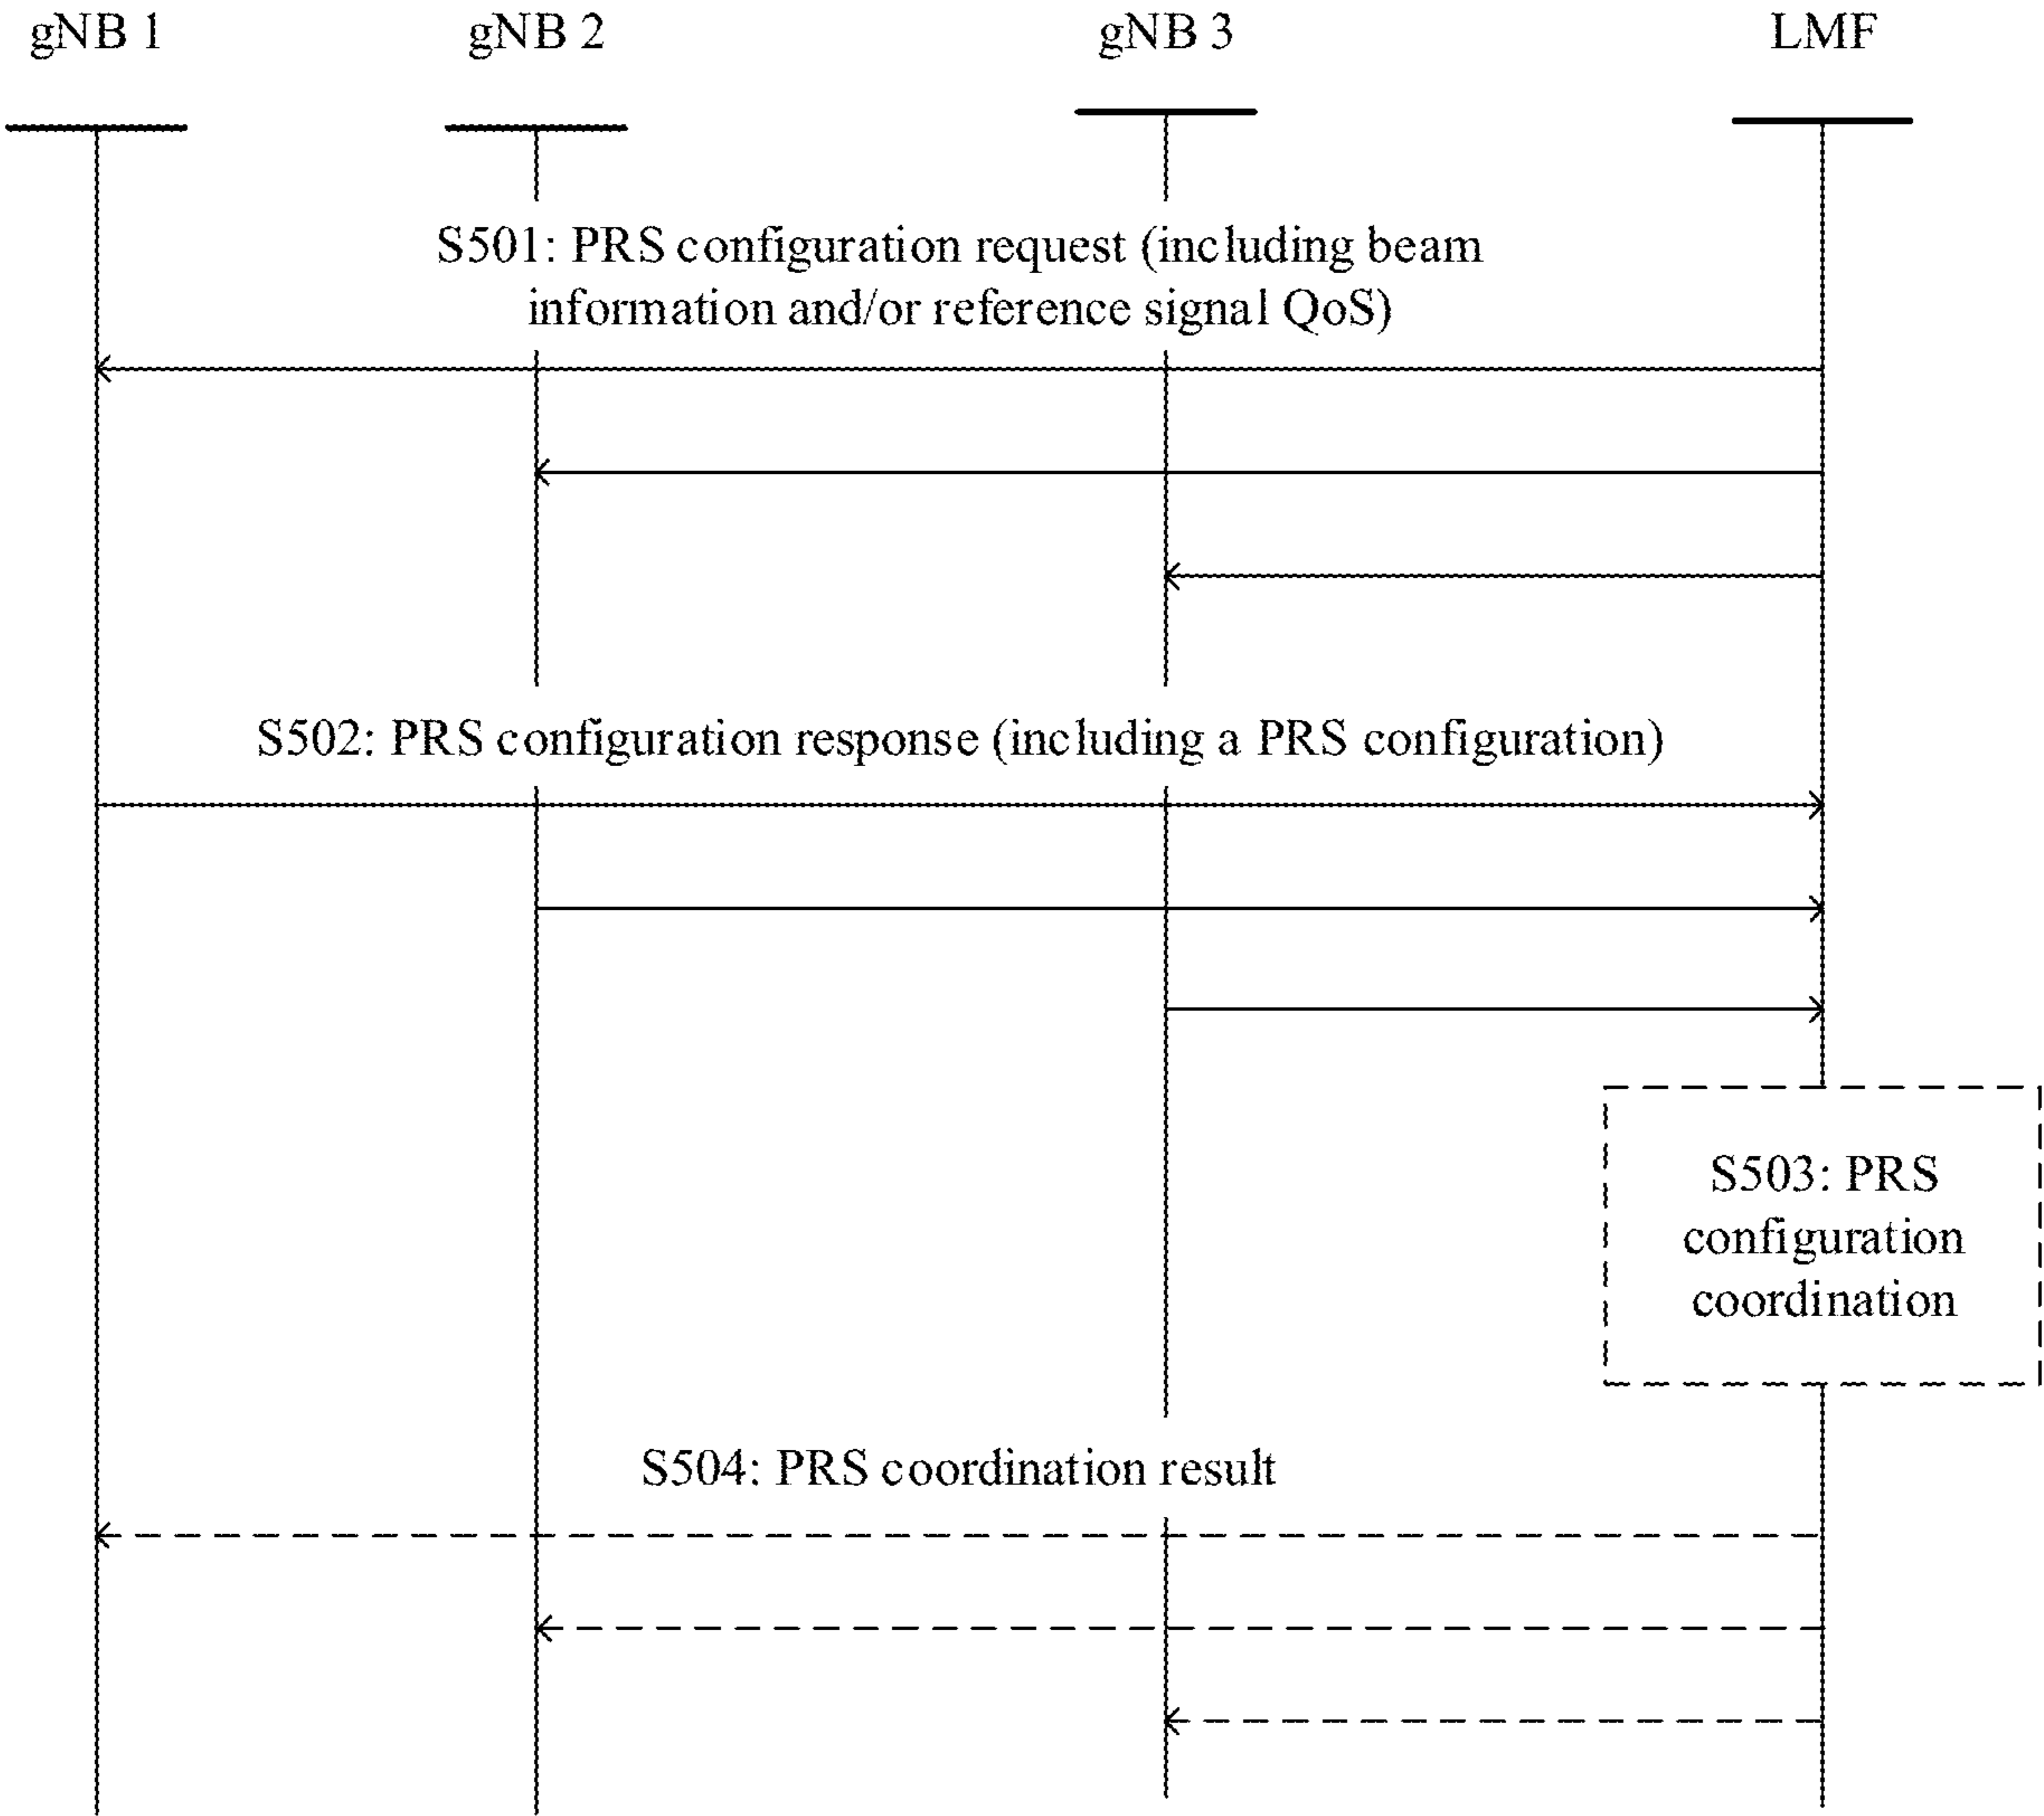 gNB 1
gNB 2
gNB 3
LMF
S501: PRS configuration request (including beam
information and/or reference signal QoS)
S502: PRS configuration response (including a PRS configuration)
S503: PRS
configuration
coordination
S504: PRS coordination result